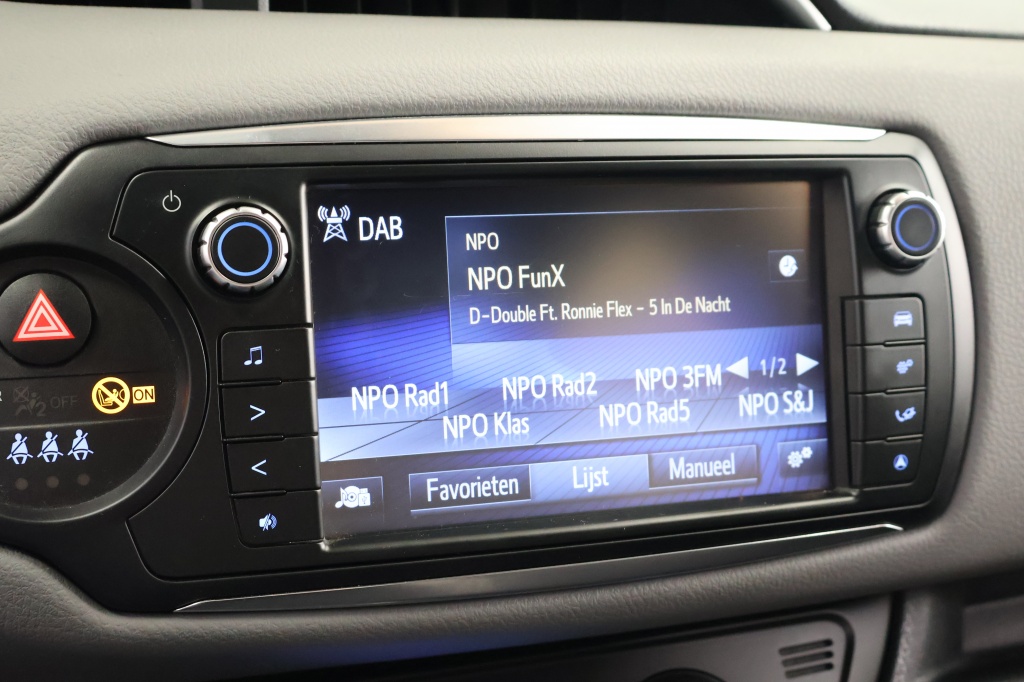 DAB
NPO
NPO FunX
D-Double Ft. Ronnie Flex - 5 In De Nacht
1/2
NPO Rad1 NPO Rad2 NPO 3FM
NPO Klas NPO Rad5 NPO S&J
Favorieten Lijst Manueel
OFF ON